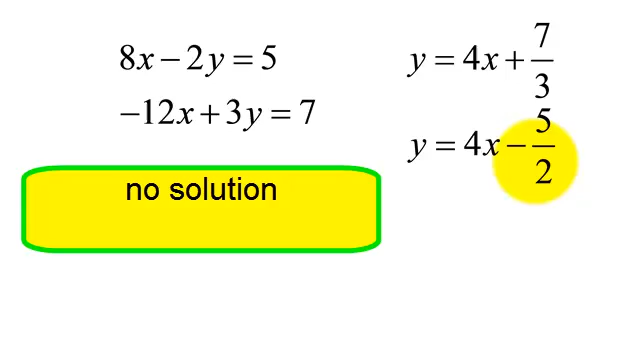 8x − 2y = 5
−12x + 3y = 7
no solution
y = 4x + 7/3
y = 4x − 5/2